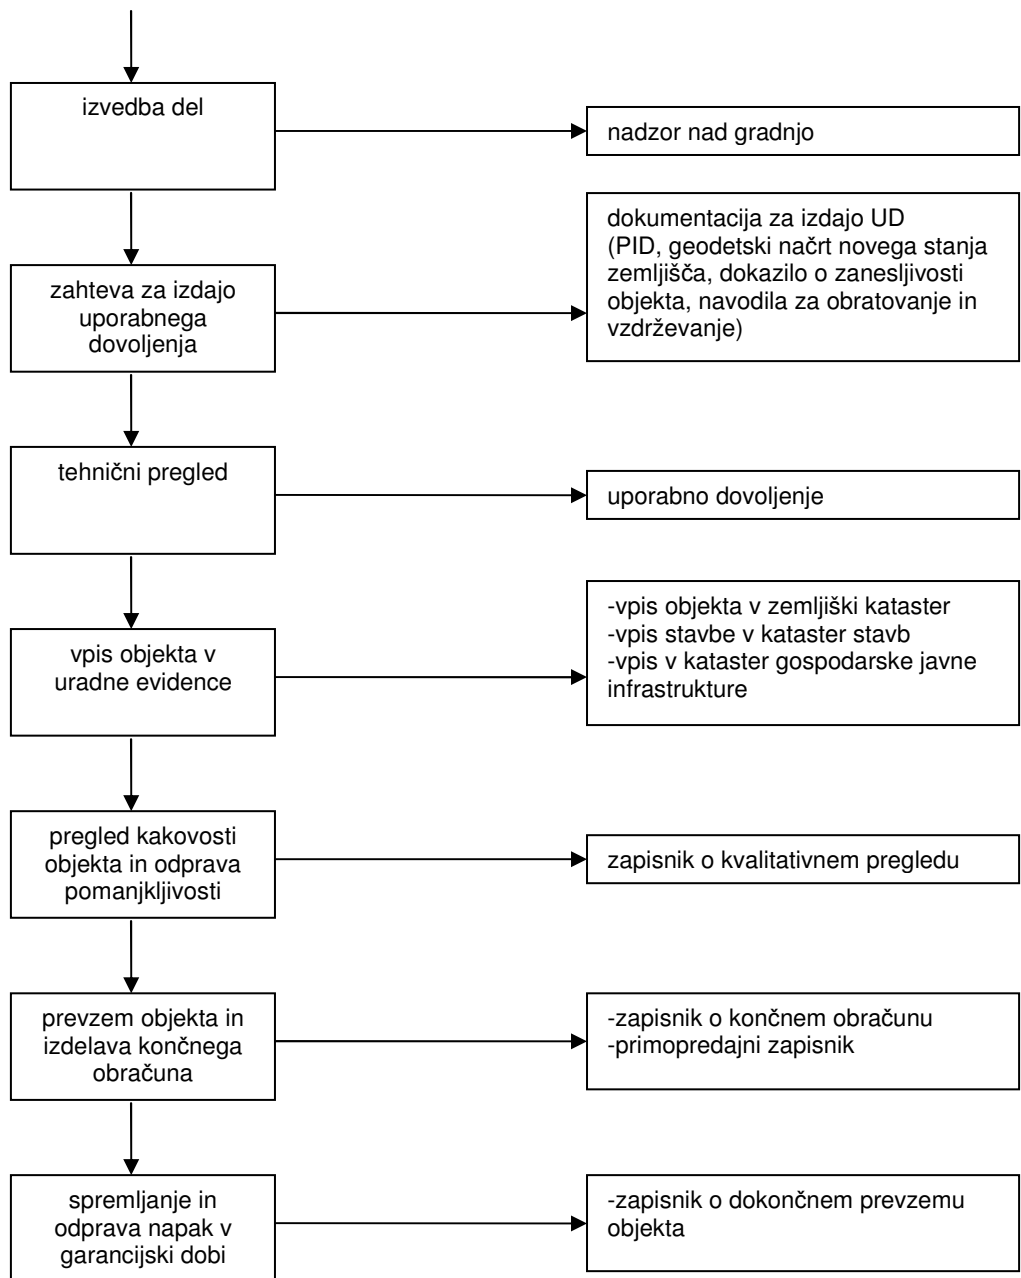 izvedba del
nadzor nad gradnjo
zahteva za izdajo
uporabnega
dovoljenja
dokumentacija za izdajo UD
(PID, geodetski načrt novega stanja
zemljišča, dokazilo o zanesljivosti
objekta, navodila za obratovanje in
vzdrževanje)
tehnični pregled
uporabno dovoljenje
vpis objekta v
uradne evidence
-vpis objekta v zemljiški kataster
-vpis stavbe v kataster stavb
-vpis v kataster gospodarske javne
infrastrukture
pregled kakovosti
objekta in odprava
pomanjkljivosti
zapisnik o kvalitativnem pregledu
prevzem objekta in
izdelava končnega
obračuna
-zapisnik o končnem obračunu
-primopredajni zapisnik
spremljanje in
odprava napak v
garancijski dobi
-zapisnik o dokončnem prevzemu
objekta